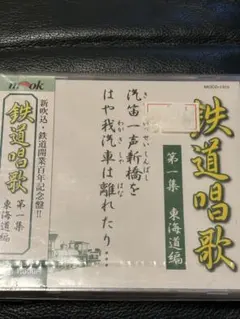 mook
新吹込・鉄道開業百年記念盤!!
鉄道唱歌
第一集
東海道編
汽笛一声新橋を
はや我汽車は離れたり…
鉄道唱歌
第一集 東海道編